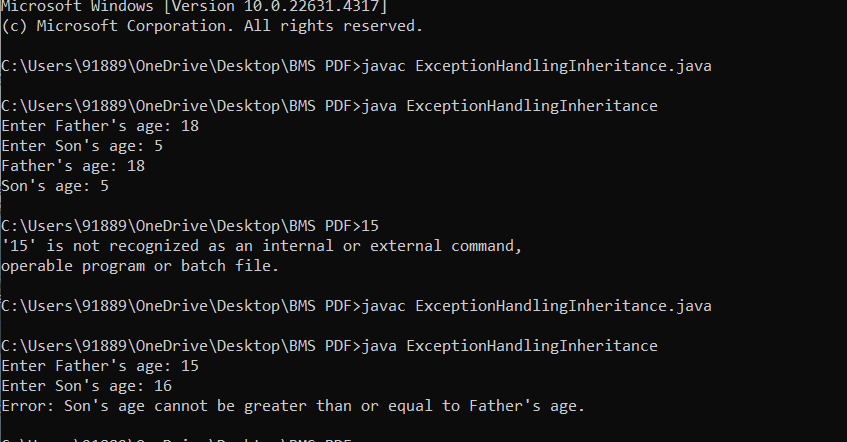 Microsoft Windows [Version 10.0.22631.4317]
(c) Microsoft Corporation. All rights reserved.
C:\Users\91889\OneDrive\Desktop\BMS PDF>javac ExceptionHandlingInheritance.java
C:\Users\91889\OneDrive\Desktop\BMS PDF>java ExceptionHandlingInheritance
Enter Father's age: 18
Enter Son's age: 5
Father's age: 18
Son's age: 5
C:\Users\91889\OneDrive\Desktop\BMS PDF>15
'15' is not recognized as an internal or external command,
operable program or batch file.
C:\Users\91889\OneDrive\Desktop\BMS PDF>javac ExceptionHandlingInheritance.java
C:\Users\91889\OneDrive\Desktop\BMS PDF>java ExceptionHandlingInheritance
Enter Father's age: 15
Enter Son's age: 16
Error: Son's age cannot be greater than or equal to Father's age.